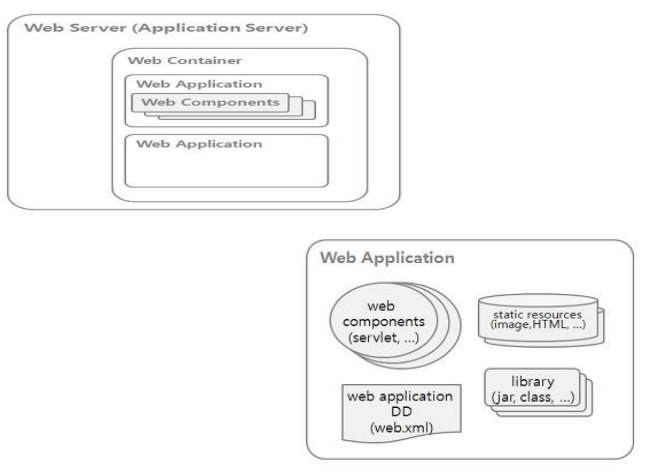 Web Server (Application Server)
Web Container
Web Application
Web Components
Web Application
Web Application
web
components
(servlet, ...)
static resources
(image,HTML, ...)
web application
DD
(web.xml)
library
(jar, class, ...)